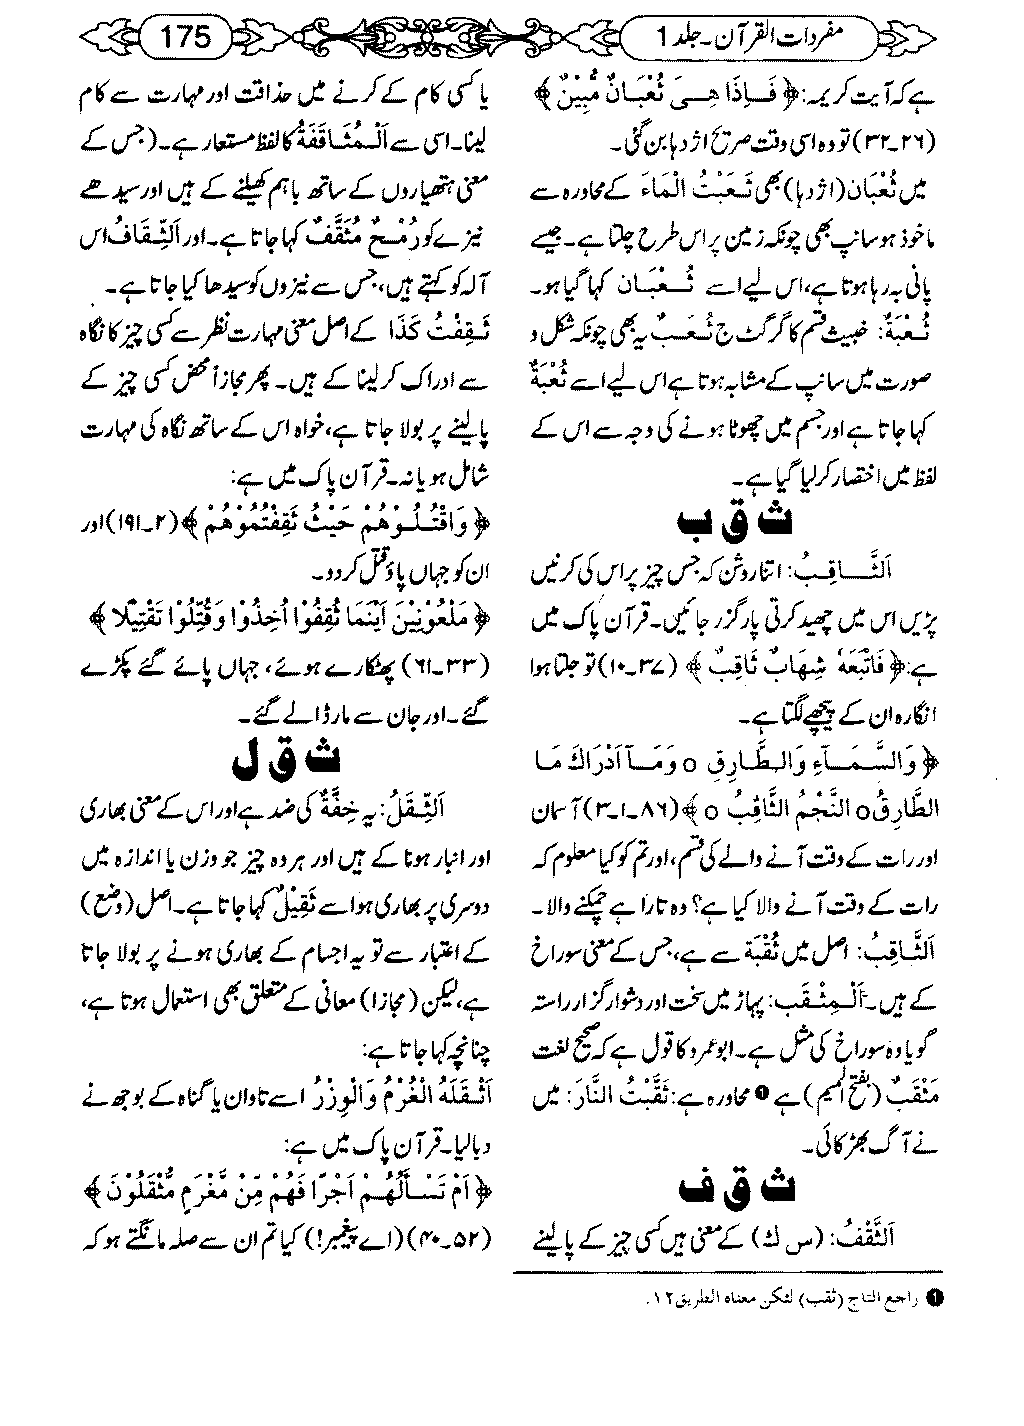 مفردات القرآن۔جلد 1
175
ہے کہ آیت کریمہ: ﴿ فَاِذَا هِیَ ثُعْبَانٌ مُّبِیْنٌ ﴾
(۲۶۔۳۲) تو وہ اسی وقت صریح اژدہا بن گئی۔
میں ثُعْبَان (اژدہا) بھی ثَعَبْتُ الْمَاءَ کے محاورہ سے
ماخوذ ہو سانپ بھی چونکہ زمین پر اس طرح چلتا ہے۔ جیسے
پانی بہ رہا ہوتا ہے، اس لیے اسے ثُعْبَان کہا گیا ہو۔
ثُعْبَةٌ: خبیث قسم کا گرگٹ ج ثُعَبٌ یہ بھی چونکہ شکل و
صورت میں سانپ کے مشابہ ہوتا ہے اس لیے اسے ثُعْبَةٌ
کہا جاتا ہے اور جسم میں چھوٹا ہونے کی وجہ سے اس کے
لفظ میں اختصار کرلیا گیا ہے۔
ث ق ب
اَلثَّاقِبُ: اتنا روشن کہ جس چیز پر اس کی کرنیں
پڑیں اس میں چھید کرتی پار گزر جائیں۔ قرآن پاک میں
ہے: ﴿ فَاَتْبَعَهٗ شِهَابٌ ثَاقِبٌ ﴾ (۳۷۔۱۰) تو جلتا ہوا
انگارہ ان کے پیچھے لگتا ہے۔
﴿ وَالسَّمَآءِ وَالطَّارِقِ o وَمَآ اَدْرَاكَ مَا
الطَّارِقُ o النَّجْمُ الثَّاقِبُ o ﴾ (۸۶۔۱۔۳) آسمان
اور رات کے وقت آنے والے کی قسم، اور تم کو کیا معلوم کہ
رات کے وقت آنے والا کیا ہے؟ وہ تارا ہے چمکنے والا۔
اَلثَّاقِبُ: اصل میں ثُقْبَة سے ہے، جس کے معنی سوراخ
کے ہیں۔ اَلْمِثْقَب: پہاڑ میں سخت اور دشوار گزار راستہ
گویا وہ سوراخ کی مثل ہے۔ ابوعمرد کا قول ہے کہ صحیح لغت
مَثْقَبٌ (بفتح المیم) ہے ❶ محاورہ ہے: ثَقَّبْتُ النَّارَ: میں
نے آگ بھڑکائی۔
ث ق ف
اَلثَّقْفُ: (س ك) کے معنی ہیں کسی چیز کے پالینے
یا کسی کام کے کرنے میں حذاقت اور مہارت سے کام
لینا۔ اسی سے اَلْمُثَاقَفَةُ کا لفظ مستعار ہے۔ (جس کے
معنی ہتھیاروں کے ساتھ باہم کھیلنے کے ہیں اور سیدھے
نیزے کو رُمْحٌ مُثَقَّفٌ کہا جاتا ہے۔ اور اَلثِّقَافُ اس
آلہ کو کہتے ہیں، جس سے نیزوں کو سیدھا کیا جاتا ہے۔
ثَقِفْتُ كَذَا کے اصل معنی مہارت نظر سے کسی چیز کا نگاہ
سے ادراک کرلینا کے ہیں۔ پھر مجازاً محض کسی چیز کے
پالینے پر بولا جاتا ہے، خواہ اس کے ساتھ نگاہ کی مہارت
شامل ہو یا نہ۔ قرآن پاک میں ہے:
﴿ وَاقْتُلُوْهُمْ حَیْثُ ثَقِفْتُمُوْهُمْ ﴾ (۲۔۱۹۱) اور
ان کو جہاں پاؤ قتل کر دو۔
﴿ مَلْعُوْنِیْنَ اَیْنَمَا ثُقِفُوْا اُخِذُوْا وَقُتِّلُوْا تَقْتِیْلًا ﴾
(۳۳۔۶۱) پھٹکارے ہوئے، جہاں پائے گئے پکڑے
گئے۔ اور جان سے مار ڈالے گئے۔
ث ق ل
اَلثِّقَلُ: یہ خِفَّةٌ کی ضد ہے اور اس کے معنی بھاری
اور انبار ہونا کے ہیں اور ہر وہ چیز جو وزن یا اندازہ میں
دوسری پر بھاری ہو اسے ثَقِیْلٌ کہا جاتا ہے۔ اصل (وضع)
کے اعتبار سے تو یہ اجسام کے بھاری ہونے پر بولا جاتا
ہے، لیکن (مجازا) معانی کے متعلق بھی استعمال ہوتا ہے،
چنانچہ کہا جاتا ہے:
اَثْقَلَهُ الْغُرْمُ وَالْوِزْرُ اسے تاوان یا گناہ کے بوجھ نے
دبالیا۔ قرآن پاک میں ہے:
﴿ اَمْ تَسْأَلُهُمْ اَجْرًا فَهُمْ مِّنْ مَّغْرَمٍ مُّثْقَلُوْنَ ﴾
(۵۲۔۴۰) (اے پیغمبر!) کیا تم ان سے صلہ مانگتے ہو کہ
❶ راجع التاج (ثقب) لٹکن معناه الطریق ۱۲.